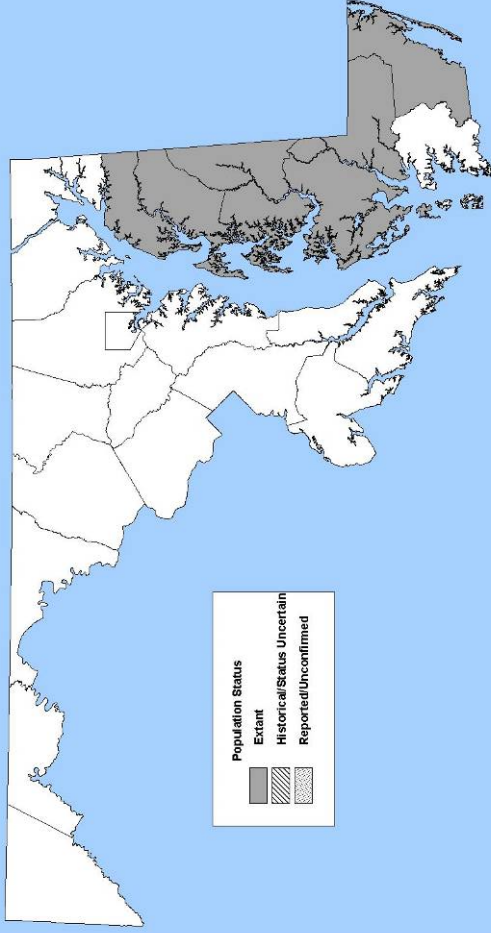 Population Status
Extant
Historical/Status Uncertain
Reported/Unconfirmed